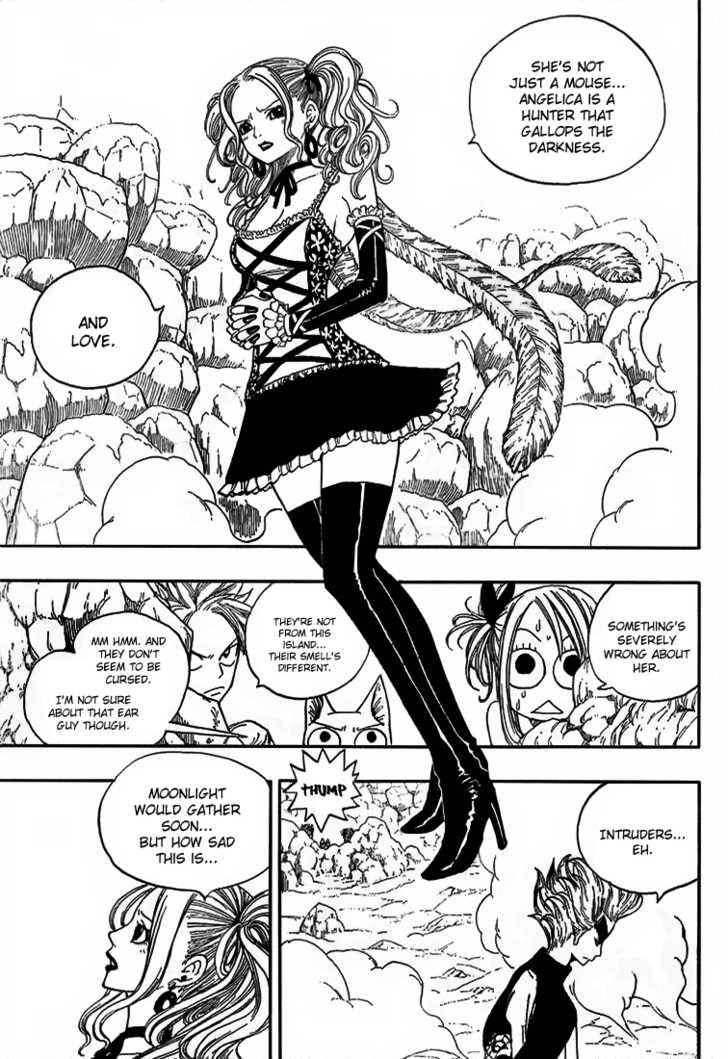 SHE'S NOT
JUST A MOUSE...
ANGELICA IS A
HUNTER THAT
GALLOPS THE
DARKNESS.
AND
LOVE.
SOMETHING'S
SEVERELY
WRONG ABOUT
HER.
THEY'RE NOT
FROM THIS
ISLAND...
THEIR SMELL'S
DIFFERENT.
MM HMM. AND
THEY DON'T
SEEM TO BE
CURSED.
I'M NOT SURE
ABOUT THAT EAR
GUY THOUGH.
INTRUDERS...
EH.
THUMP
MOONLIGHT
WOULD GATHER
SOON...
BUT HOW SAD
THIS IS...